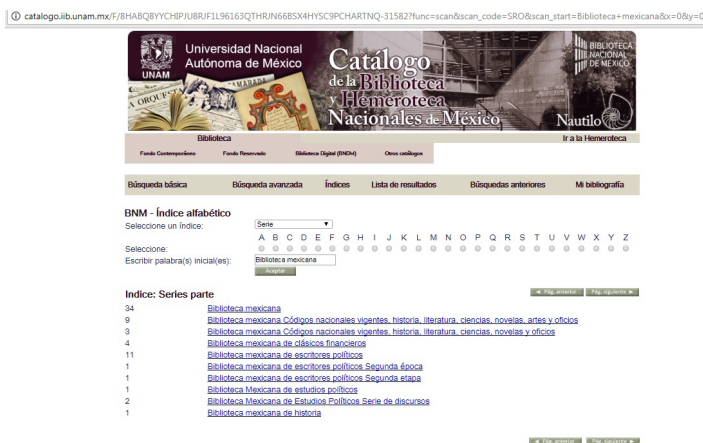 catalogo.iib.unam.mx/F/8HABQ8YYCHIPJU8RJF1L96163QTHRJN66BSX4HYSC9PCHARTNQ-31582?func=scan&scan_code=SRO&scan_start=Biblioteca+mexicana&x=0&y=0
UNAM
Universidad Nacional
Autónoma de México
Catálogo
de la Biblioteca
y Hemeroteca
Nacionales de México
BIBLIOTECA
NACIONAL
DE MÉXICO
Nautilo
Biblioteca
Ir a la Hemeroteca
Fondo Contemporáneo Fondo Reservado Biblioteca Digital (BNDM) Otros catálogos
Búsqueda básica Búsqueda avanzada Índices Lista de resultados Búsquedas anteriores Mi bibliografía
BNM - Índice alfabético
Seleccione un índice: Serie
A B C D E F G H I J K L M N O P Q R S T U V W X Y Z
Seleccione:
Escribir palabra(s) inicial(es): Biblioteca mexicana
Aceptar
Indice: Series parte
Pág. anterior Pág. siguiente
34 Biblioteca mexicana
9 Biblioteca mexicana Códigos nacionales vigentes, historia, literatura, ciencias, novelas, artes y oficios
3 Biblioteca mexicana Códigos nacionales vigentes, historia, literatura, ciencias, novelas y oficios
4 Biblioteca mexicana de clásicos financieros
11 Biblioteca mexicana de escritores políticos
1 Biblioteca mexicana de escritores políticos Segunda época
1 Biblioteca mexicana de escritores políticos Segunda etapa
1 Biblioteca Mexicana de estudios políticos
2 Biblioteca Mexicana de Estudios Políticos Serie de discursos
1 Biblioteca mexicana de historia
Pág. anterior Pág. siguiente